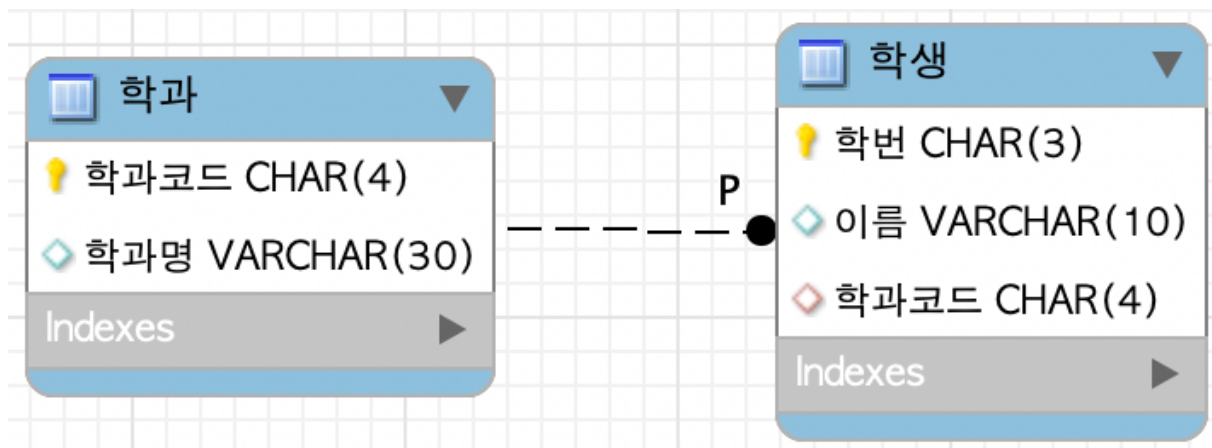 학과
학과코드 CHAR(4)
학과명 VARCHAR(30)
Indexes
P
학생
학번 CHAR(3)
이름 VARCHAR(10)
학과코드 CHAR(4)
Indexes